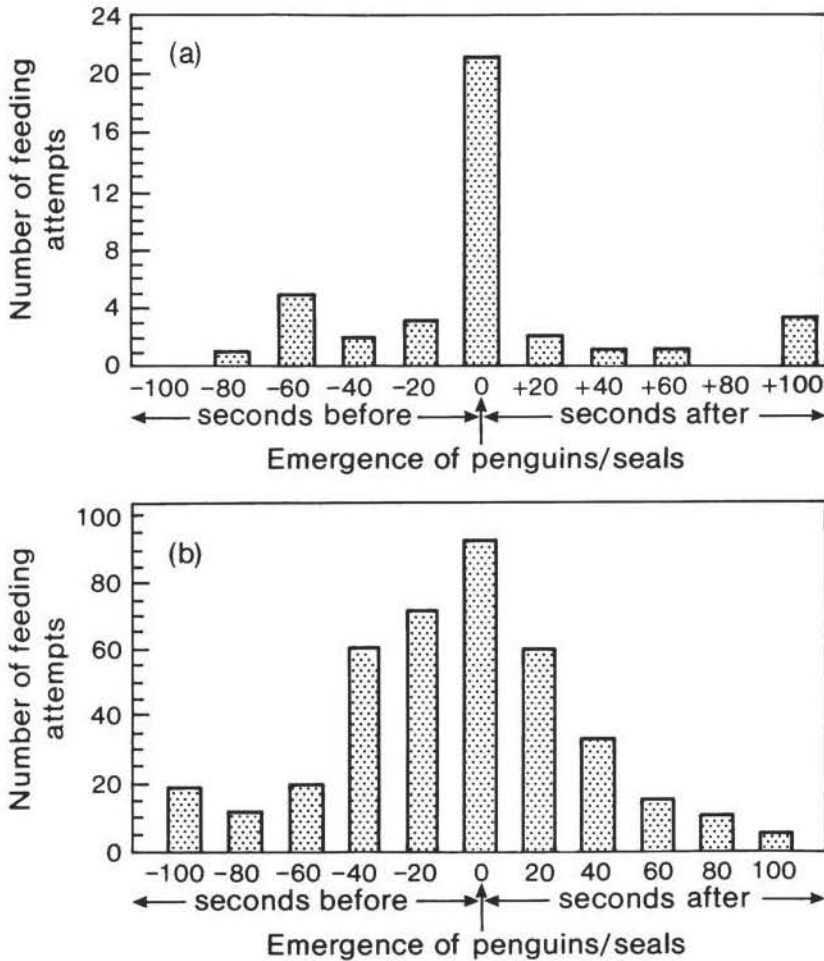 24
(a)
20
16
12
8
4
0
Number of feeding
attempts
-100 -80 -60 -40 -20 0 +20 +40 +60 +80 +100
seconds before seconds after
Emergence of penguins/seals
100
(b)
80
60
40
20
0
Number of feeding
attempts
-100 -80 -60 -40 -20 0 20 40 60 80 100
seconds before seconds after
Emergence of penguins/seals